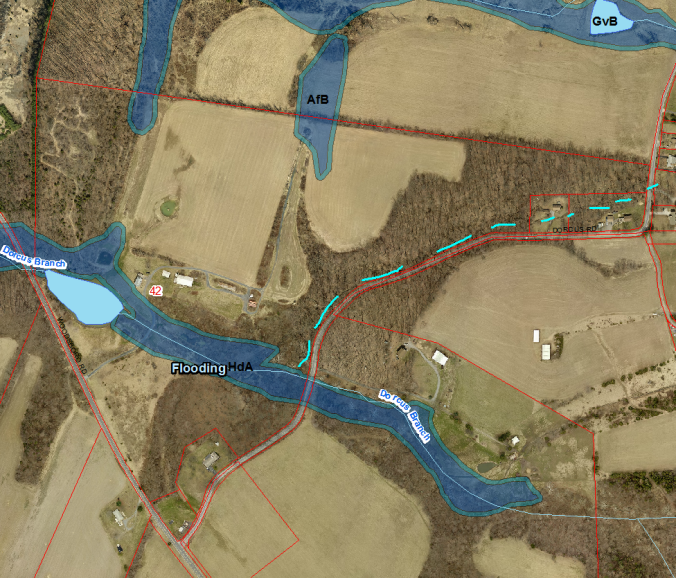 GvB
AfB
DORCUS RD
Dorcus Branch
42
Flooding HdA
Dorcus Branch